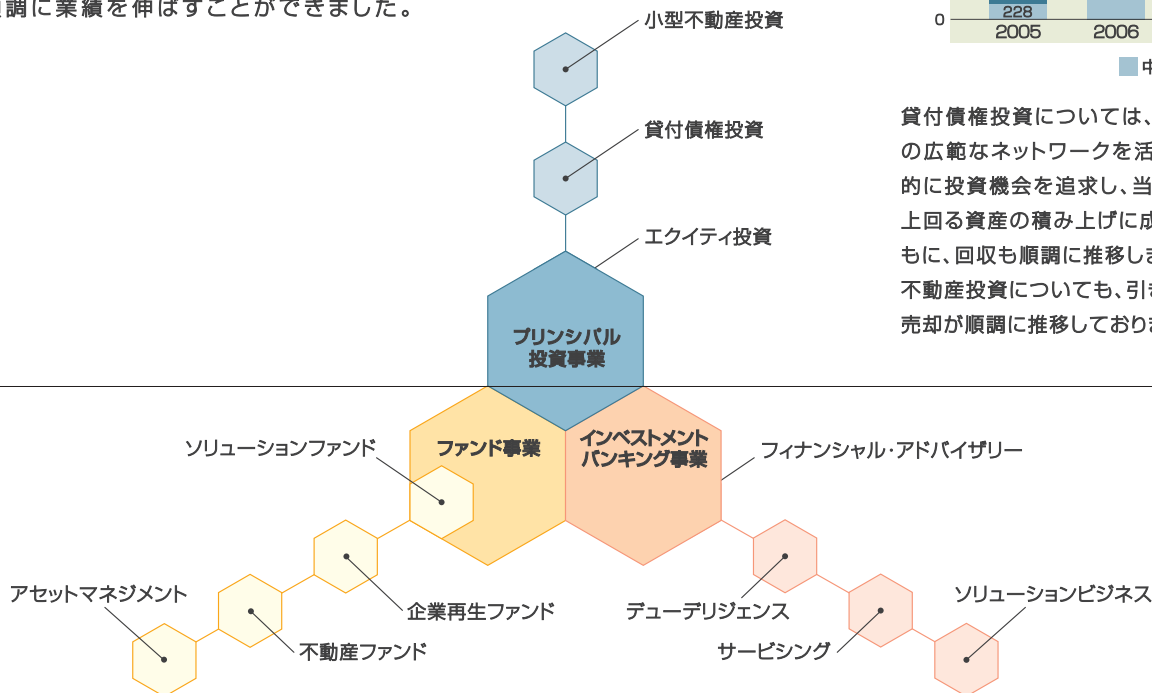 順調に業績を伸ばすことができました。
小型不動産投資
貸付債権投資
エクイティ投資
プリンシパル
投資事業
0
228
2005
2006
貸付債権投資については、
の広範なネットワークを活
的に投資機会を追求し、当
上回る資産の積み上げに成
もに、回収も順調に推移しま
不動産投資についても、引き
売却が順調に推移しておりま
ソリューションファンド
ファンド事業
インベストメント
バンキング事業
フィナンシャル・アドバイザリー
アセットマネジメント
企業再生ファンド
不動産ファンド
デューデリジェンス
サービシング
ソリューションビジネス